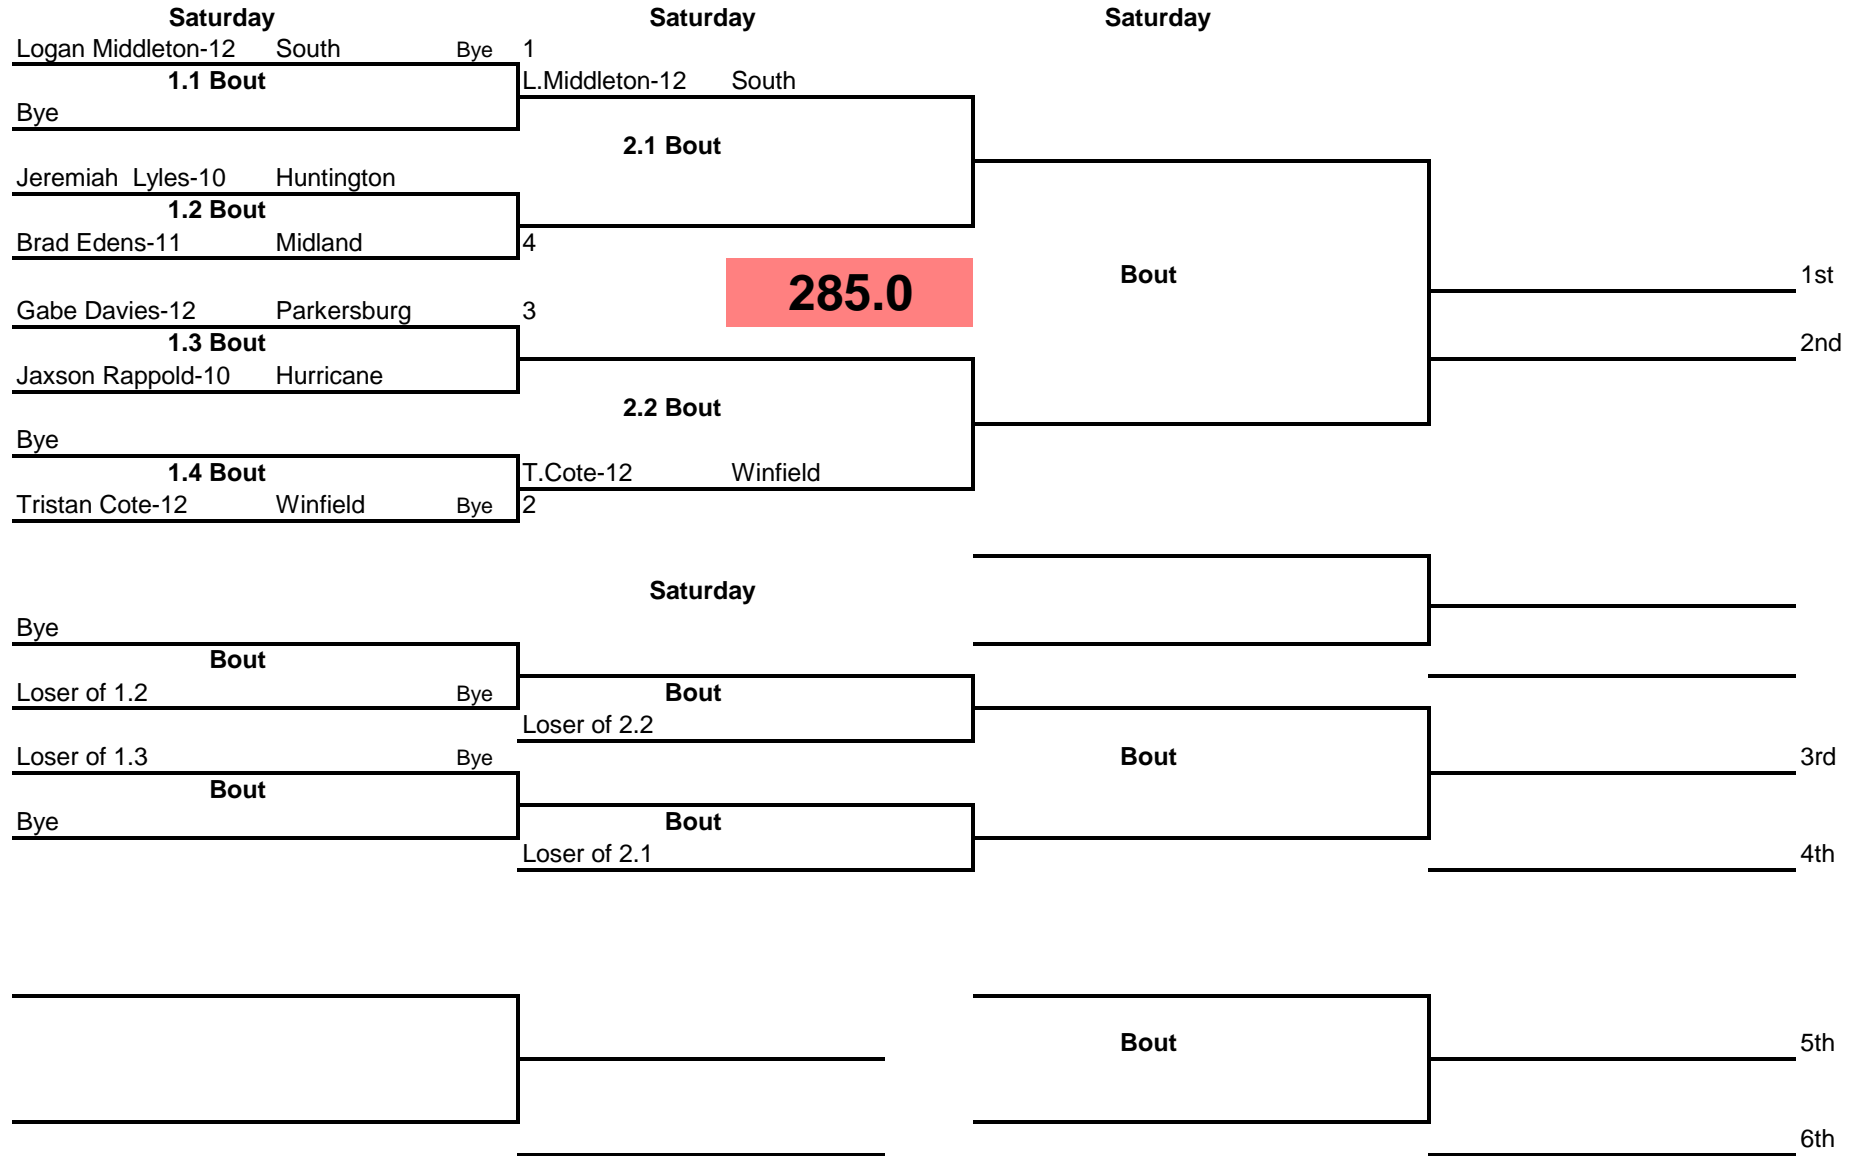 Saturday Saturday Saturday
Logan Middleton-12 South Bye 1
1.1 Bout L.Middleton-12 South
Bye
2.1 Bout
Jeremiah  Lyles-10 Huntington
1.2 Bout
Brad Edens-11 Midland 4
285.0 Bout 1st
Gabe Davies-12 Parkersburg 3
1.3 Bout 2nd
Jaxson Rappold-10 Hurricane
2.2 Bout
Bye
1.4 Bout T.Cote-12 Winfield
Tristan Cote-12 Winfield Bye 2
Saturday
Bye
Bout
Loser of 1.2 Bye Bout
Loser of 2.2
Loser of 1.3 Bye Bout 3rd
Bout
Bye Bout
Loser of 2.1 4th
Bout 5th
6th